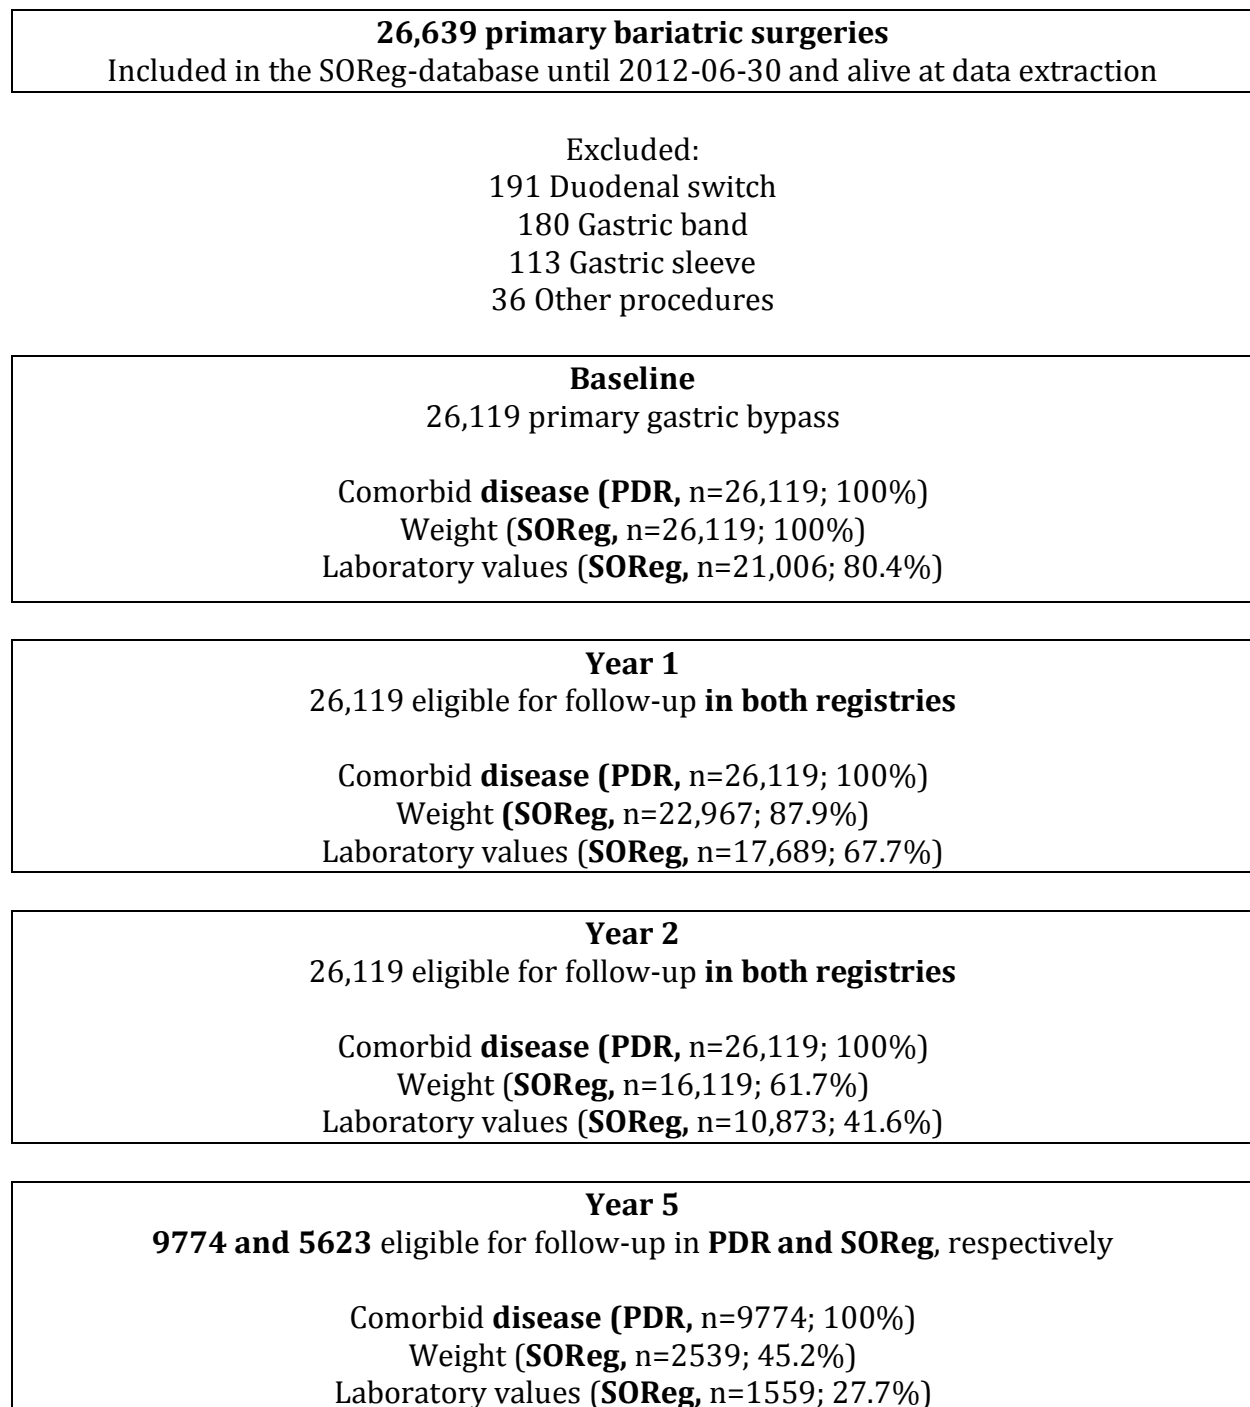 26,639 primary bariatric surgeries
Included in the SOReg-database until 2012-06-30 and alive at data extraction
Excluded:
191 Duodenal switch
180 Gastric band
113 Gastric sleeve
36 Other procedures
Baseline
26,119 primary gastric bypass
Comorbid disease (PDR, n=26,119; 100%)
Weight (SOReg, n=26,119; 100%)
Laboratory values (SOReg, n=21,006; 80.4%)
Year 1
26,119 eligible for follow-up in both registries
Comorbid disease (PDR, n=26,119; 100%)
Weight (SOReg, n=22,967; 87.9%)
Laboratory values (SOReg, n=17,689; 67.7%)
Year 2
26,119 eligible for follow-up in both registries
Comorbid disease (PDR, n=26,119; 100%)
Weight (SOReg, n=16,119; 61.7%)
Laboratory values (SOReg, n=10,873; 41.6%)
Year 5
9774 and 5623 eligible for follow-up in PDR and SOReg, respectively
Comorbid disease (PDR, n=9774; 100%)
Weight (SOReg, n=2539; 45.2%)
Laboratory values (SOReg, n=1559; 27.7%)